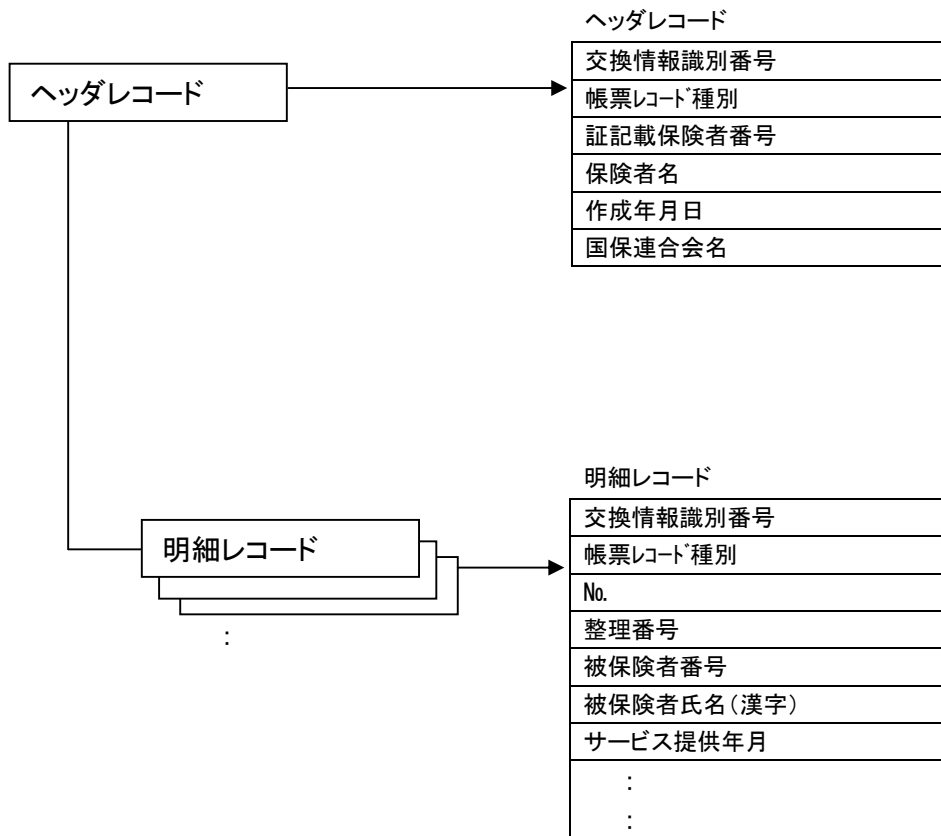 ヘッダレコード
ヘッダレコード
交換情報識別番号
帳票ﾚｺｰﾄﾞ種別
証記載保険者番号
保険者名
作成年月日
国保連合会名
明細レコード
:
明細レコード
交換情報識別番号
帳票ﾚｺｰﾄﾞ種別
№
整理番号
被保険者番号
被保険者氏名(漢字)
サービス提供年月
:
: